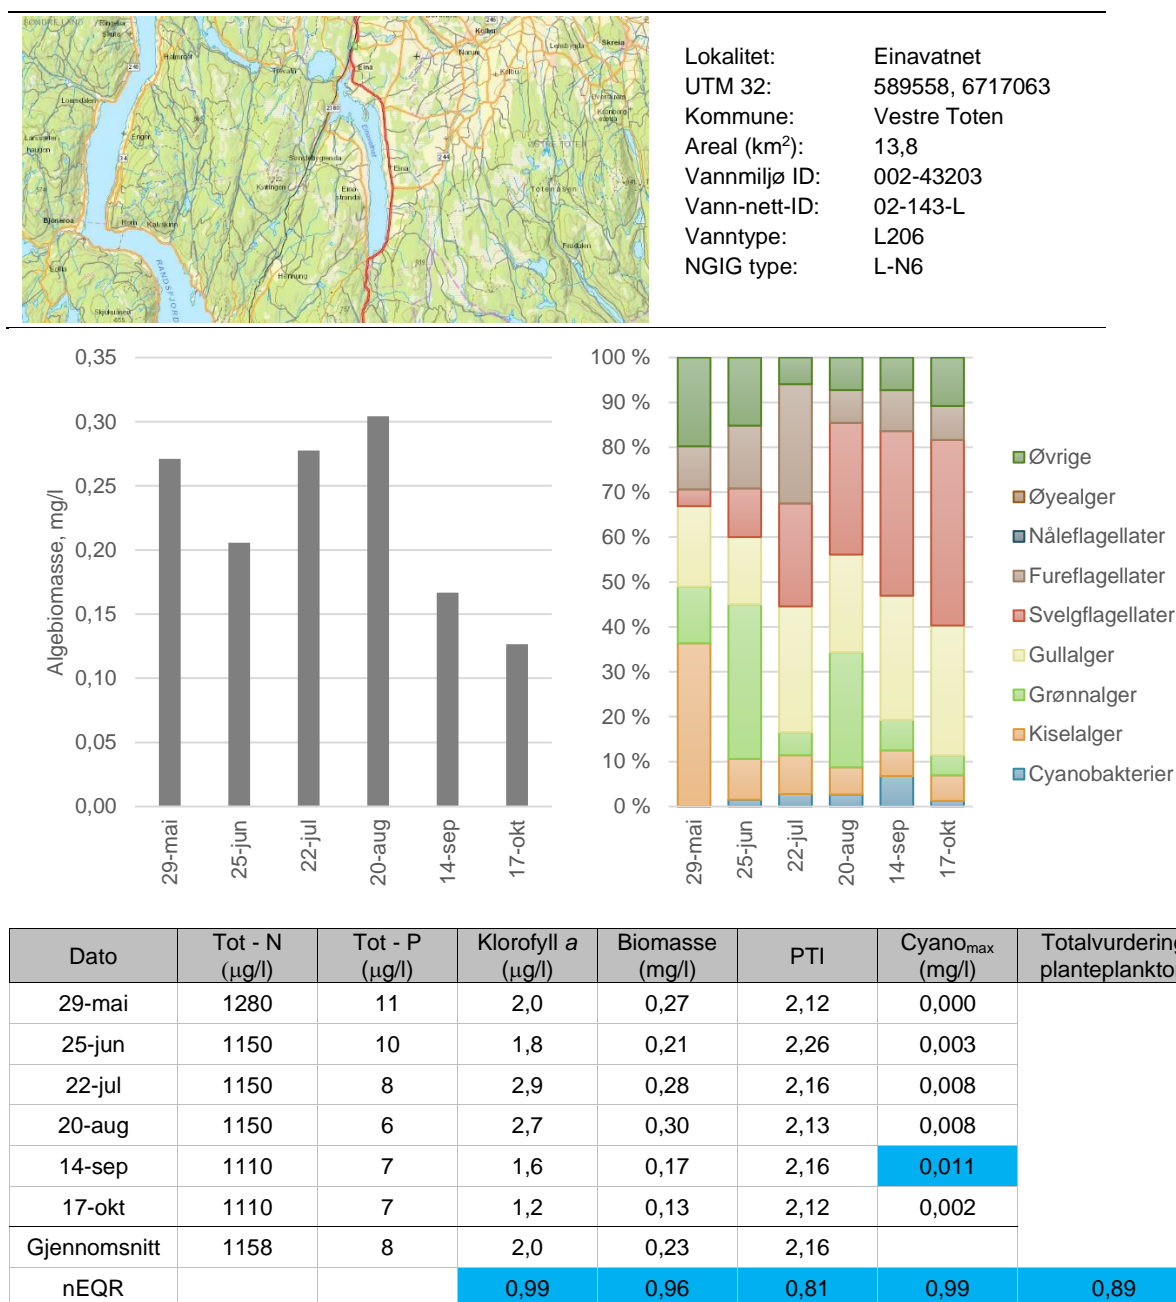 Lokalitet: Einavatnet
UTM 32: 589558, 6717063
Kommune: Vestre Toten
Areal (km²): 13,8
Vannmiljø ID: 002-43203
Vann-nett-ID: 02-143-L
Vanntype: L206
NGIG type: L-N6
RANDSFJORD
Eina
Kolbu
Skreia
Totenåsen
Hennung
Bjoneroa
Algebiomasse, mg/l
0,35
0,30
0,25
0,20
0,15
0,10
0,05
0,00
29-mai 25-jun 22-jul 20-aug 14-sep 17-okt
100 %
90 %
80 %
70 %
60 %
50 %
40 %
30 %
20 %
10 %
0 %
29-mai 25-jun 22-jul 20-aug 14-sep 17-okt
Øvrige
Øyealger
Nåleflagellater
Fureflagellater
Svelgflagellater
Gullalger
Grønnalger
Kiselalger
Cyanobakterier
Dato Tot - N (µg/l) Tot - P (µg/l) Klorofyll a (µg/l) Biomasse (mg/l) PTI Cyanomax (mg/l) Totalvurdering plantеplankto
29-mai 1280 11 2,0 0,27 2,12 0,000
25-jun 1150 10 1,8 0,21 2,26 0,003
22-jul 1150 8 2,9 0,28 2,16 0,008
20-aug 1150 6 2,7 0,30 2,13 0,008
14-sep 1110 7 1,6 0,17 2,16 0,011
17-okt 1110 7 1,2 0,13 2,12 0,002
Gjennomsnitt 1158 8 2,0 0,23 2,16
nEQR 0,99 0,96 0,81 0,99 0,89